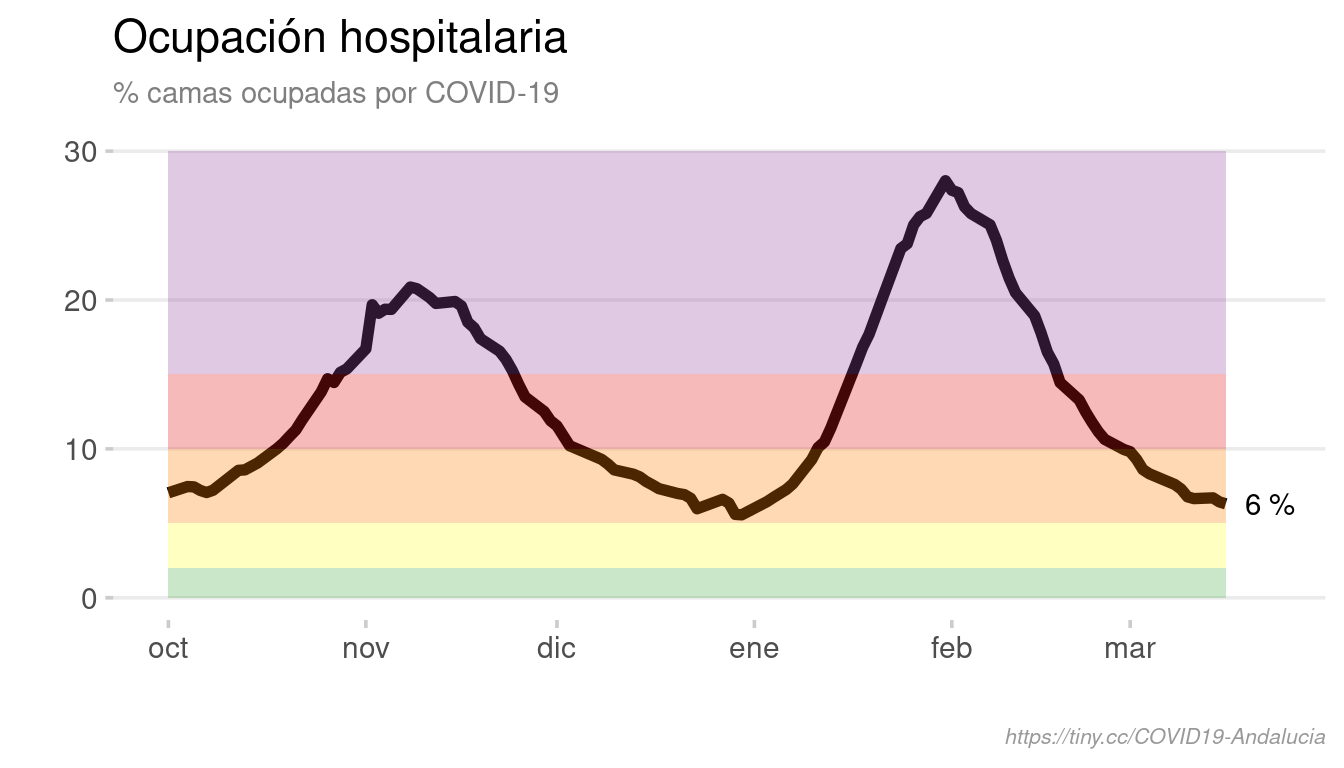 Ocupación hospitalaria
% camas ocupadas por COVID-19
30
20
10
0
6 %
oct nov dic ene feb mar
https://tiny.cc/COVID19-Andalucia